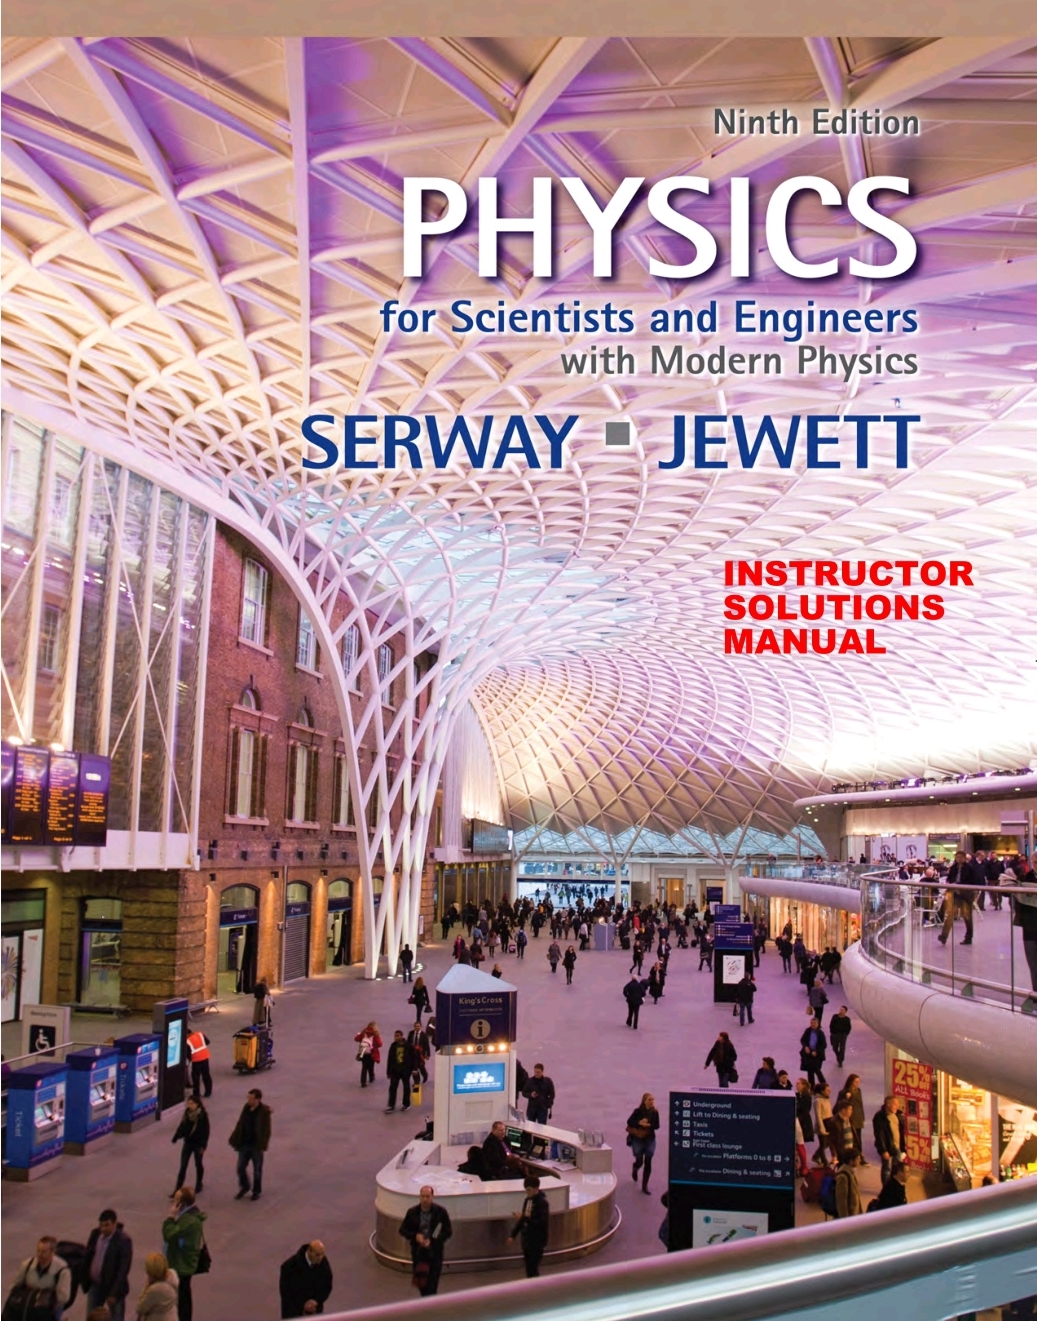 Ninth Edition
PHYSICS
for Scientists and Engineers
with Modern Physics
SERWAY ■ JEWETT
INSTRUCTOR
SOLUTIONS
MANUAL
King's Cross
i
Underground
Lift to Dining & seating
Taxis
Tickets
First class lounge
Platforms 0 to 8
Dining & seating
25%
ALL Books
Ticket